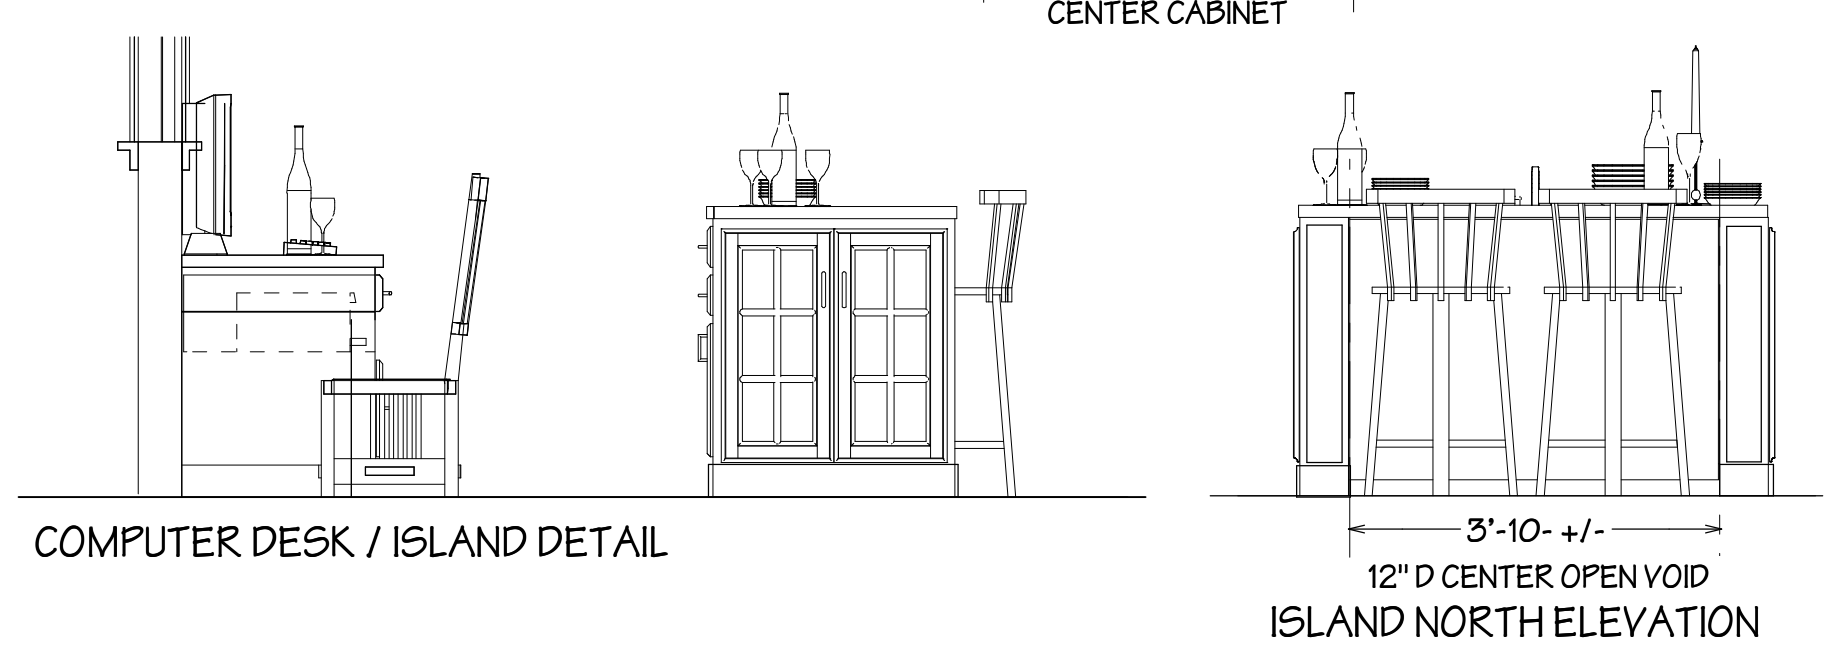 CENTER CABINET
COMPUTER DESK / ISLAND DETAIL
3'-10- +/-
12" D CENTER OPEN VOID
ISLAND NORTH ELEVATION